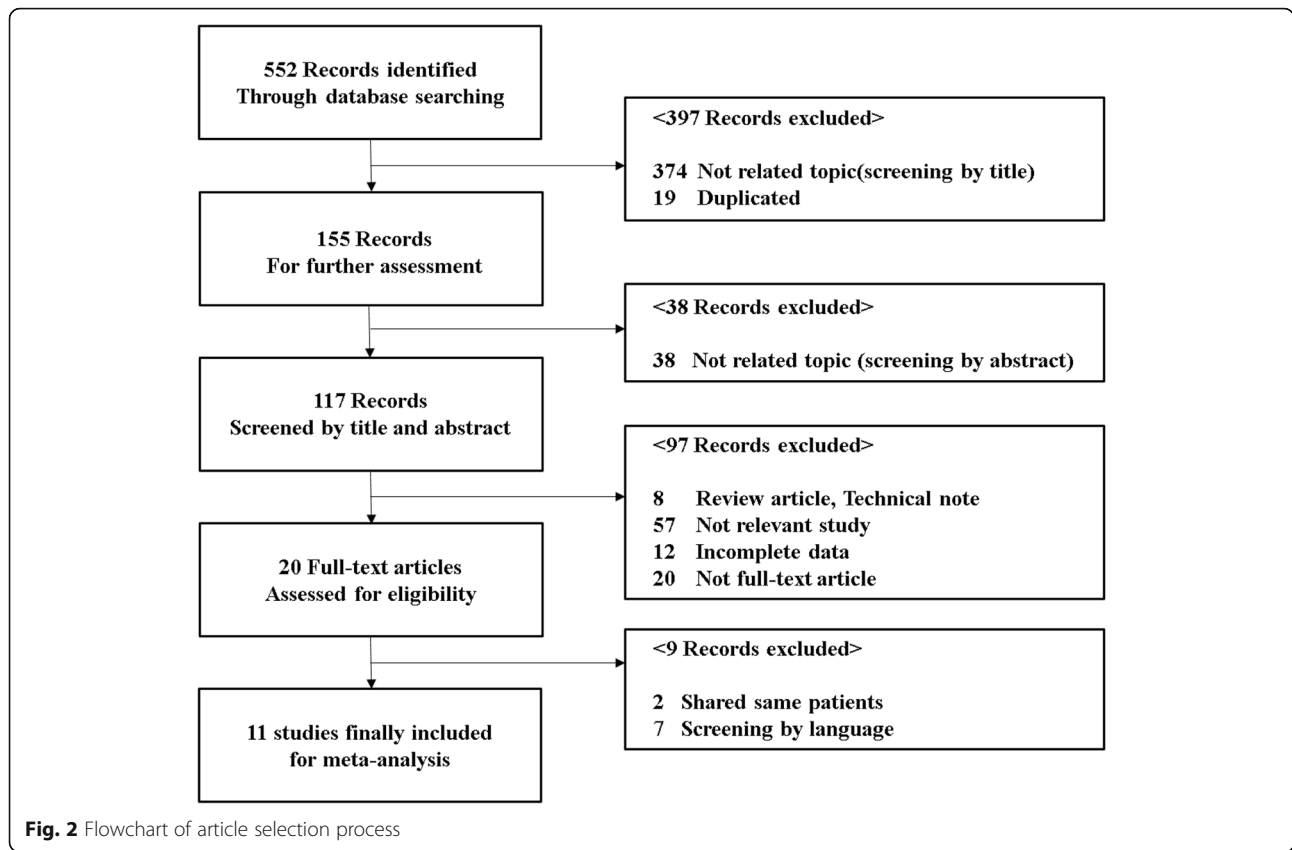 552 Records identified
Through database searching
<397 Records excluded>
374 Not related topic(screening by title)
19 Duplicated
155 Records
For further assessment
<38 Records excluded>
38 Not related topic (screening by abstract)
117 Records
Screened by title and abstract
<97 Records excluded>
8 Review article, Technical note
57 Not relevant study
12 Incomplete data
20 Not full-text article
20 Full-text articles
Assessed for eligibility
<9 Records excluded>
2 Shared same patients
7 Screening by language
11 studies finally included
for meta-analysis
Fig. 2 Flowchart of article selection process